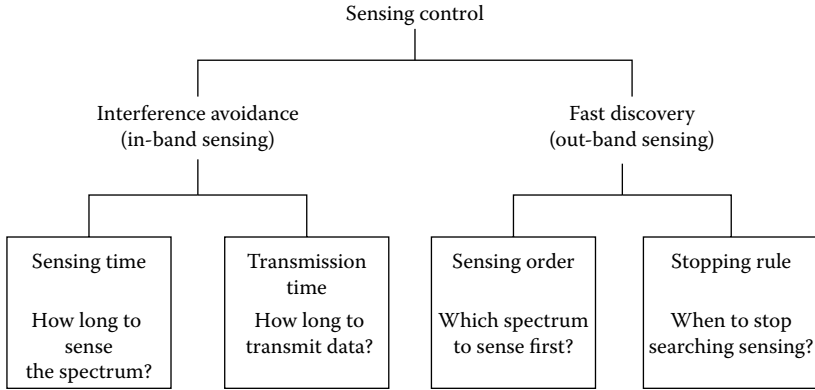 Sensing control
Interference avoidance
(in-band sensing)
Fast discovery
(out-band sensing)
Sensing time
How long to
sense
the spectrum?
Transmission
time
How long to
transmit data?
Sensing order
Which spectrum
to sense first?
Stopping rule
When to stop
searching sensing?